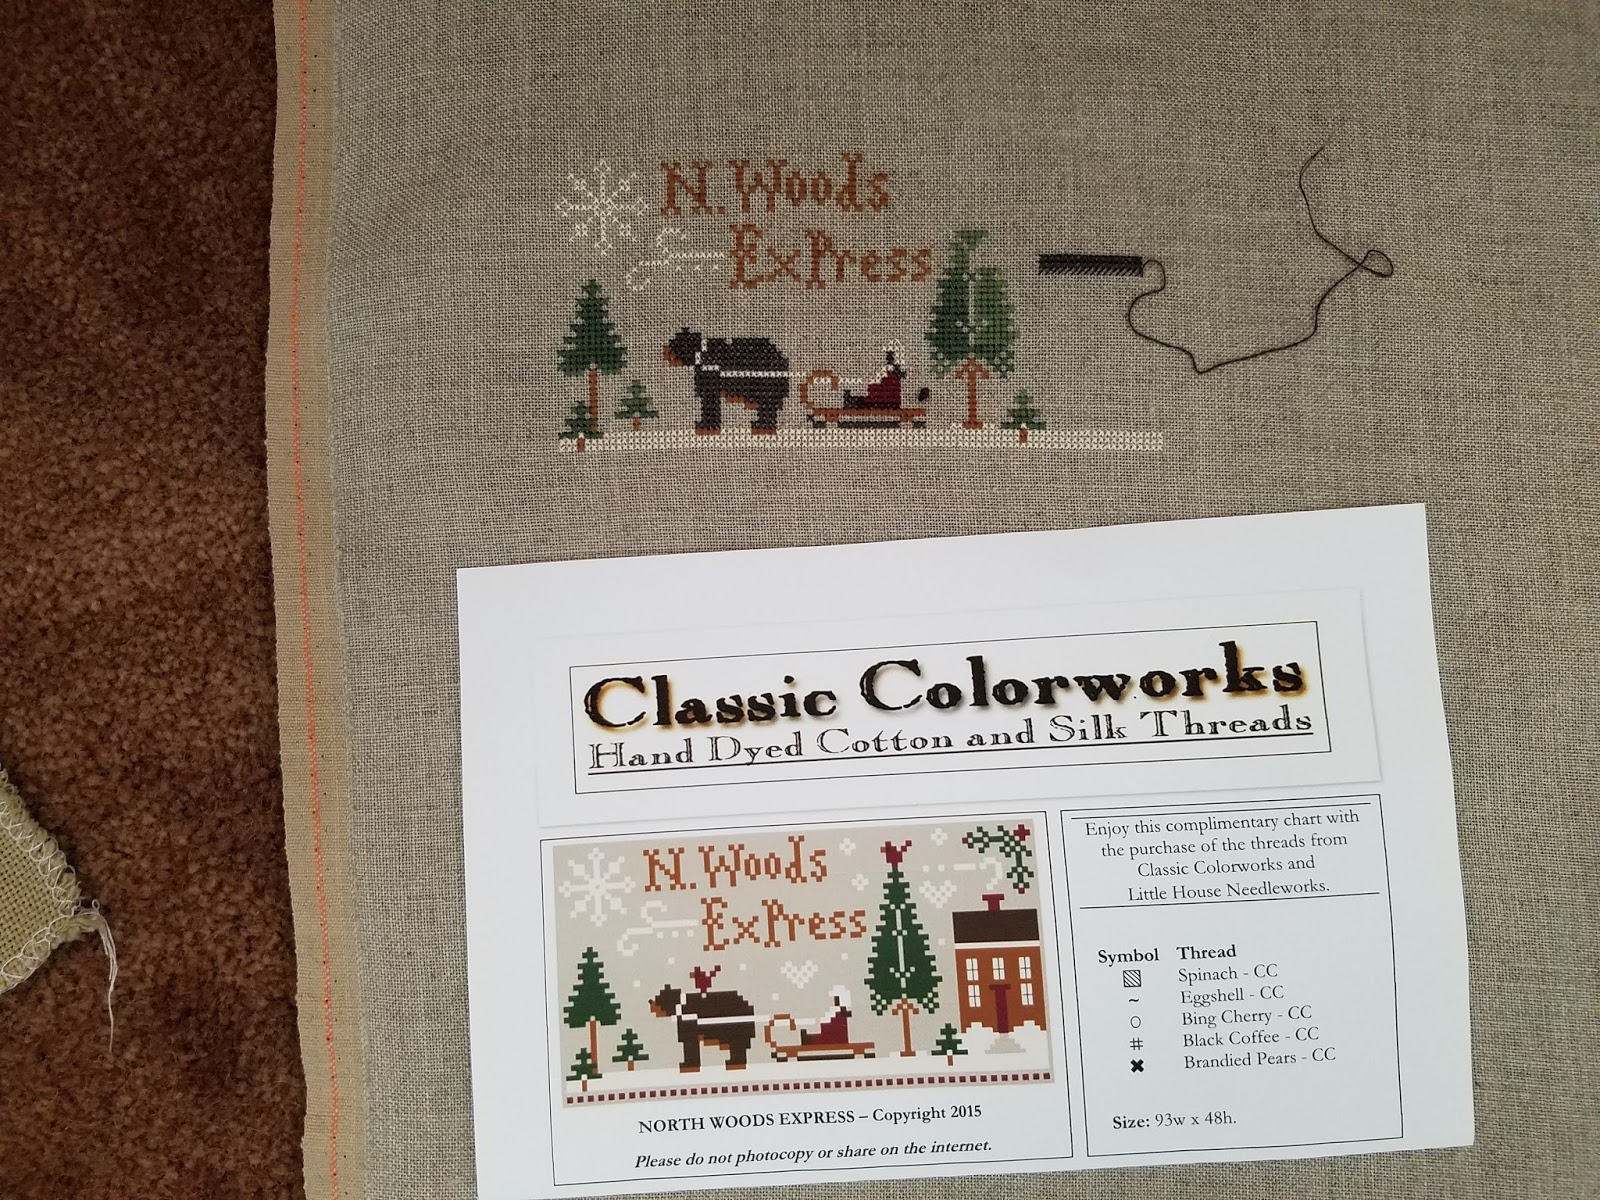 N. Woods
ExPress
Classic Colorworks
Hand Dyed Cotton and Silk Threads
N. Woods
ExPress
NORTH WOODS EXPRESS – Copyright 2015
Please do not photocopy or share on the internet.
Enjoy this complimentary chart with
the purchase of the threads from
Classic Colorworks and
Little House Needleworks.
Symbol Thread
Spinach - CC
~ Eggshell - CC
○ Bing Cherry - CC
# Black Coffee - CC
✖ Brandied Pears - CC
Size: 93w x 48h.